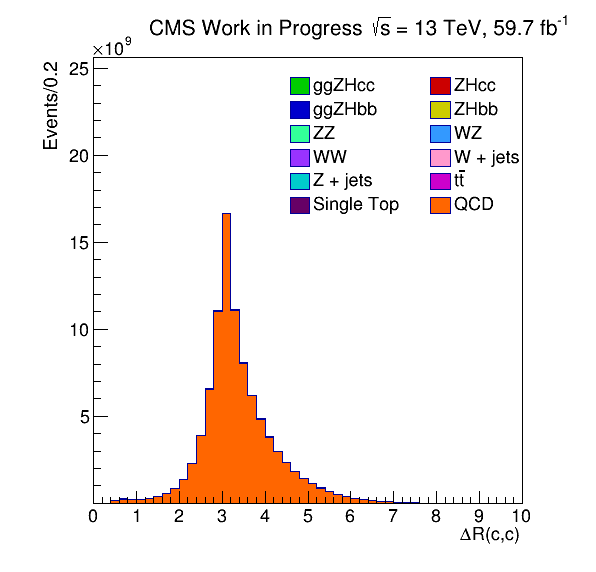 CMS Work in Progress √s = 13 TeV, 59.7 fb⁻¹
×10⁹
Events/0.2
25
20
15
10
5
ggZHcc ZHcc
ggZHbb ZHbb
ZZ WZ
WW W + jets
Z + jets tt̄
Single Top QCD
0 1 2 3 4 5 6 7 8 9 10
ΔR(c,c)